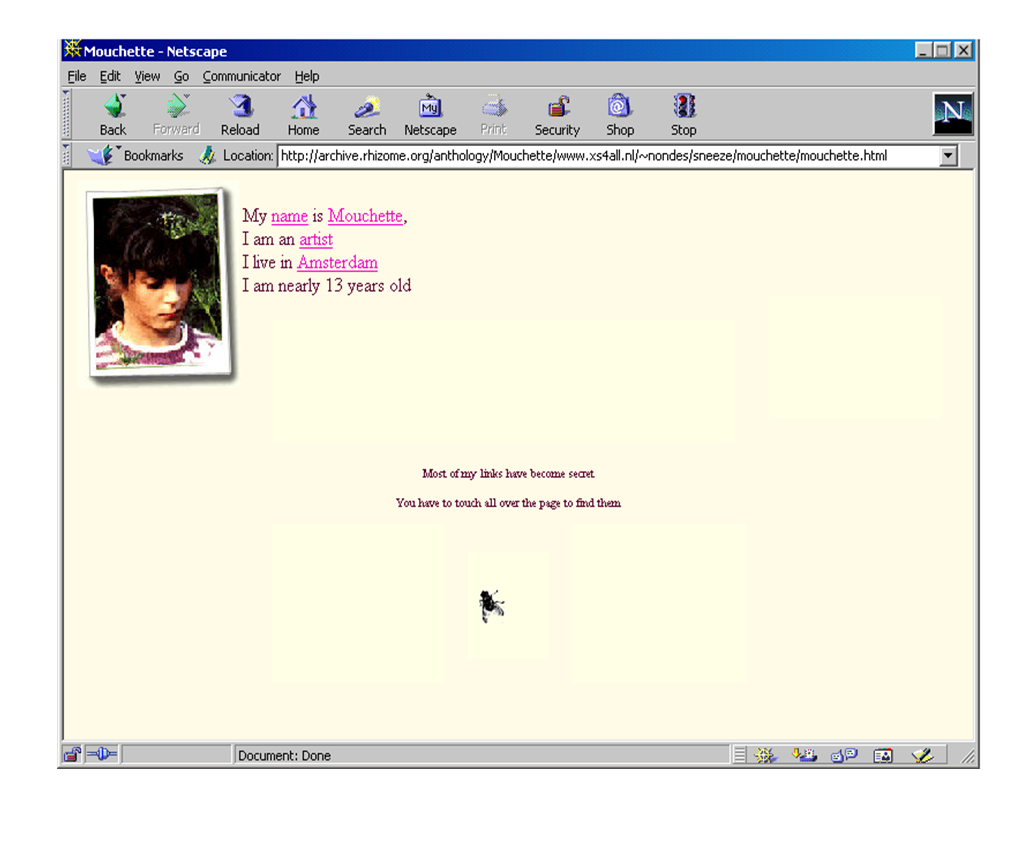 Mouchette - Netscape
File Edit View Go Communicator Help
My
N
Back Forward Reload Home Search Netscape Print Security Shop Stop
Bookmarks Location: http://archive.rhizome.org/anthology/Mouchette/www.xs4all.nl/~nondes/sneeze/mouchette/mouchette.html
My name is Mouchette,
I am an artist
I live in Amsterdam
I am nearly 13 years old
Most of my links have become secret
You have to touch all over the page to find them
Document: Done